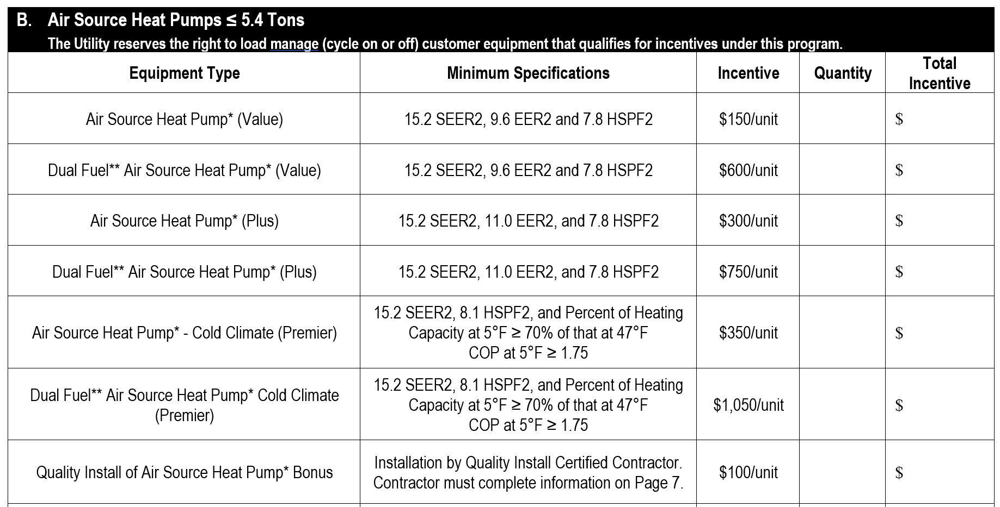 B. Air Source Heat Pumps ≤ 5.4 Tons
The Utility reserves the right to load manage (cycle on or off) customer equipment that qualifies for incentives under this program.
Equipment Type Minimum Specifications Incentive Quantity Total
Incentive
Air Source Heat Pump* (Value) 15.2 SEER2, 9.6 EER2 and 7.8 HSPF2 $150/unit $
Dual Fuel** Air Source Heat Pump* (Value) 15.2 SEER2, 9.6 EER2 and 7.8 HSPF2 $600/unit $
Air Source Heat Pump* (Plus) 15.2 SEER2, 11.0 EER2, and 7.8 HSPF2 $300/unit $
Dual Fuel** Air Source Heat Pump* (Plus) 15.2 SEER2, 11.0 EER2, and 7.8 HSPF2 $750/unit $
Air Source Heat Pump* - Cold Climate (Premier)
15.2 SEER2, 8.1 HSPF2, and Percent of Heating
Capacity at 5°F ≥ 70% of that at 47°F
COP at 5°F ≥ 1.75
$350/unit $
Dual Fuel** Air Source Heat Pump* Cold Climate
(Premier)
15.2 SEER2, 8.1 HSPF2, and Percent of Heating
Capacity at 5°F ≥ 70% of that at 47°F
COP at 5°F ≥ 1.75
$1,050/unit $
Quality Install of Air Source Heat Pump* Bonus
Installation by Quality Install Certified Contractor.
Contractor must complete information on Page 7.
$100/unit $